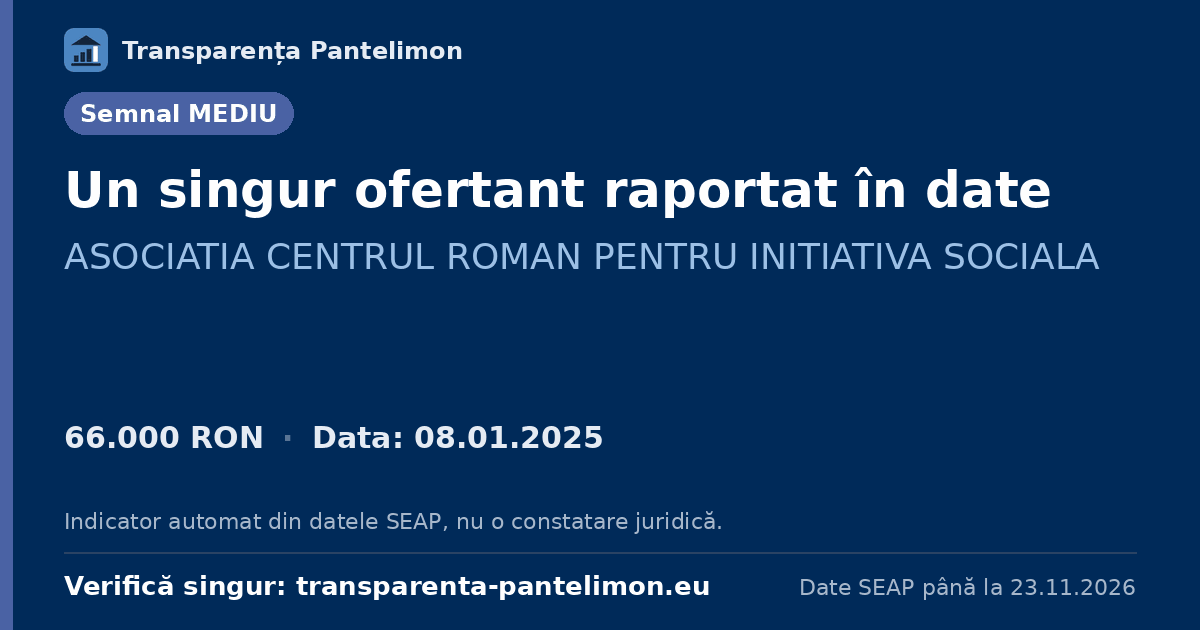 Transparența Pantelimon
Semnal MEDIU
Un singur ofertant raportat în date
ASOCIATIA CENTRUL ROMAN PENTRU INITIATIVA SOCIALA
66.000 RON · Data: 08.01.2025
Indicator automat din datele SEAP, nu o constatare juridică.
Verifică singur: transparenta-pantelimon.eu
Date SEAP până la 23.11.2026